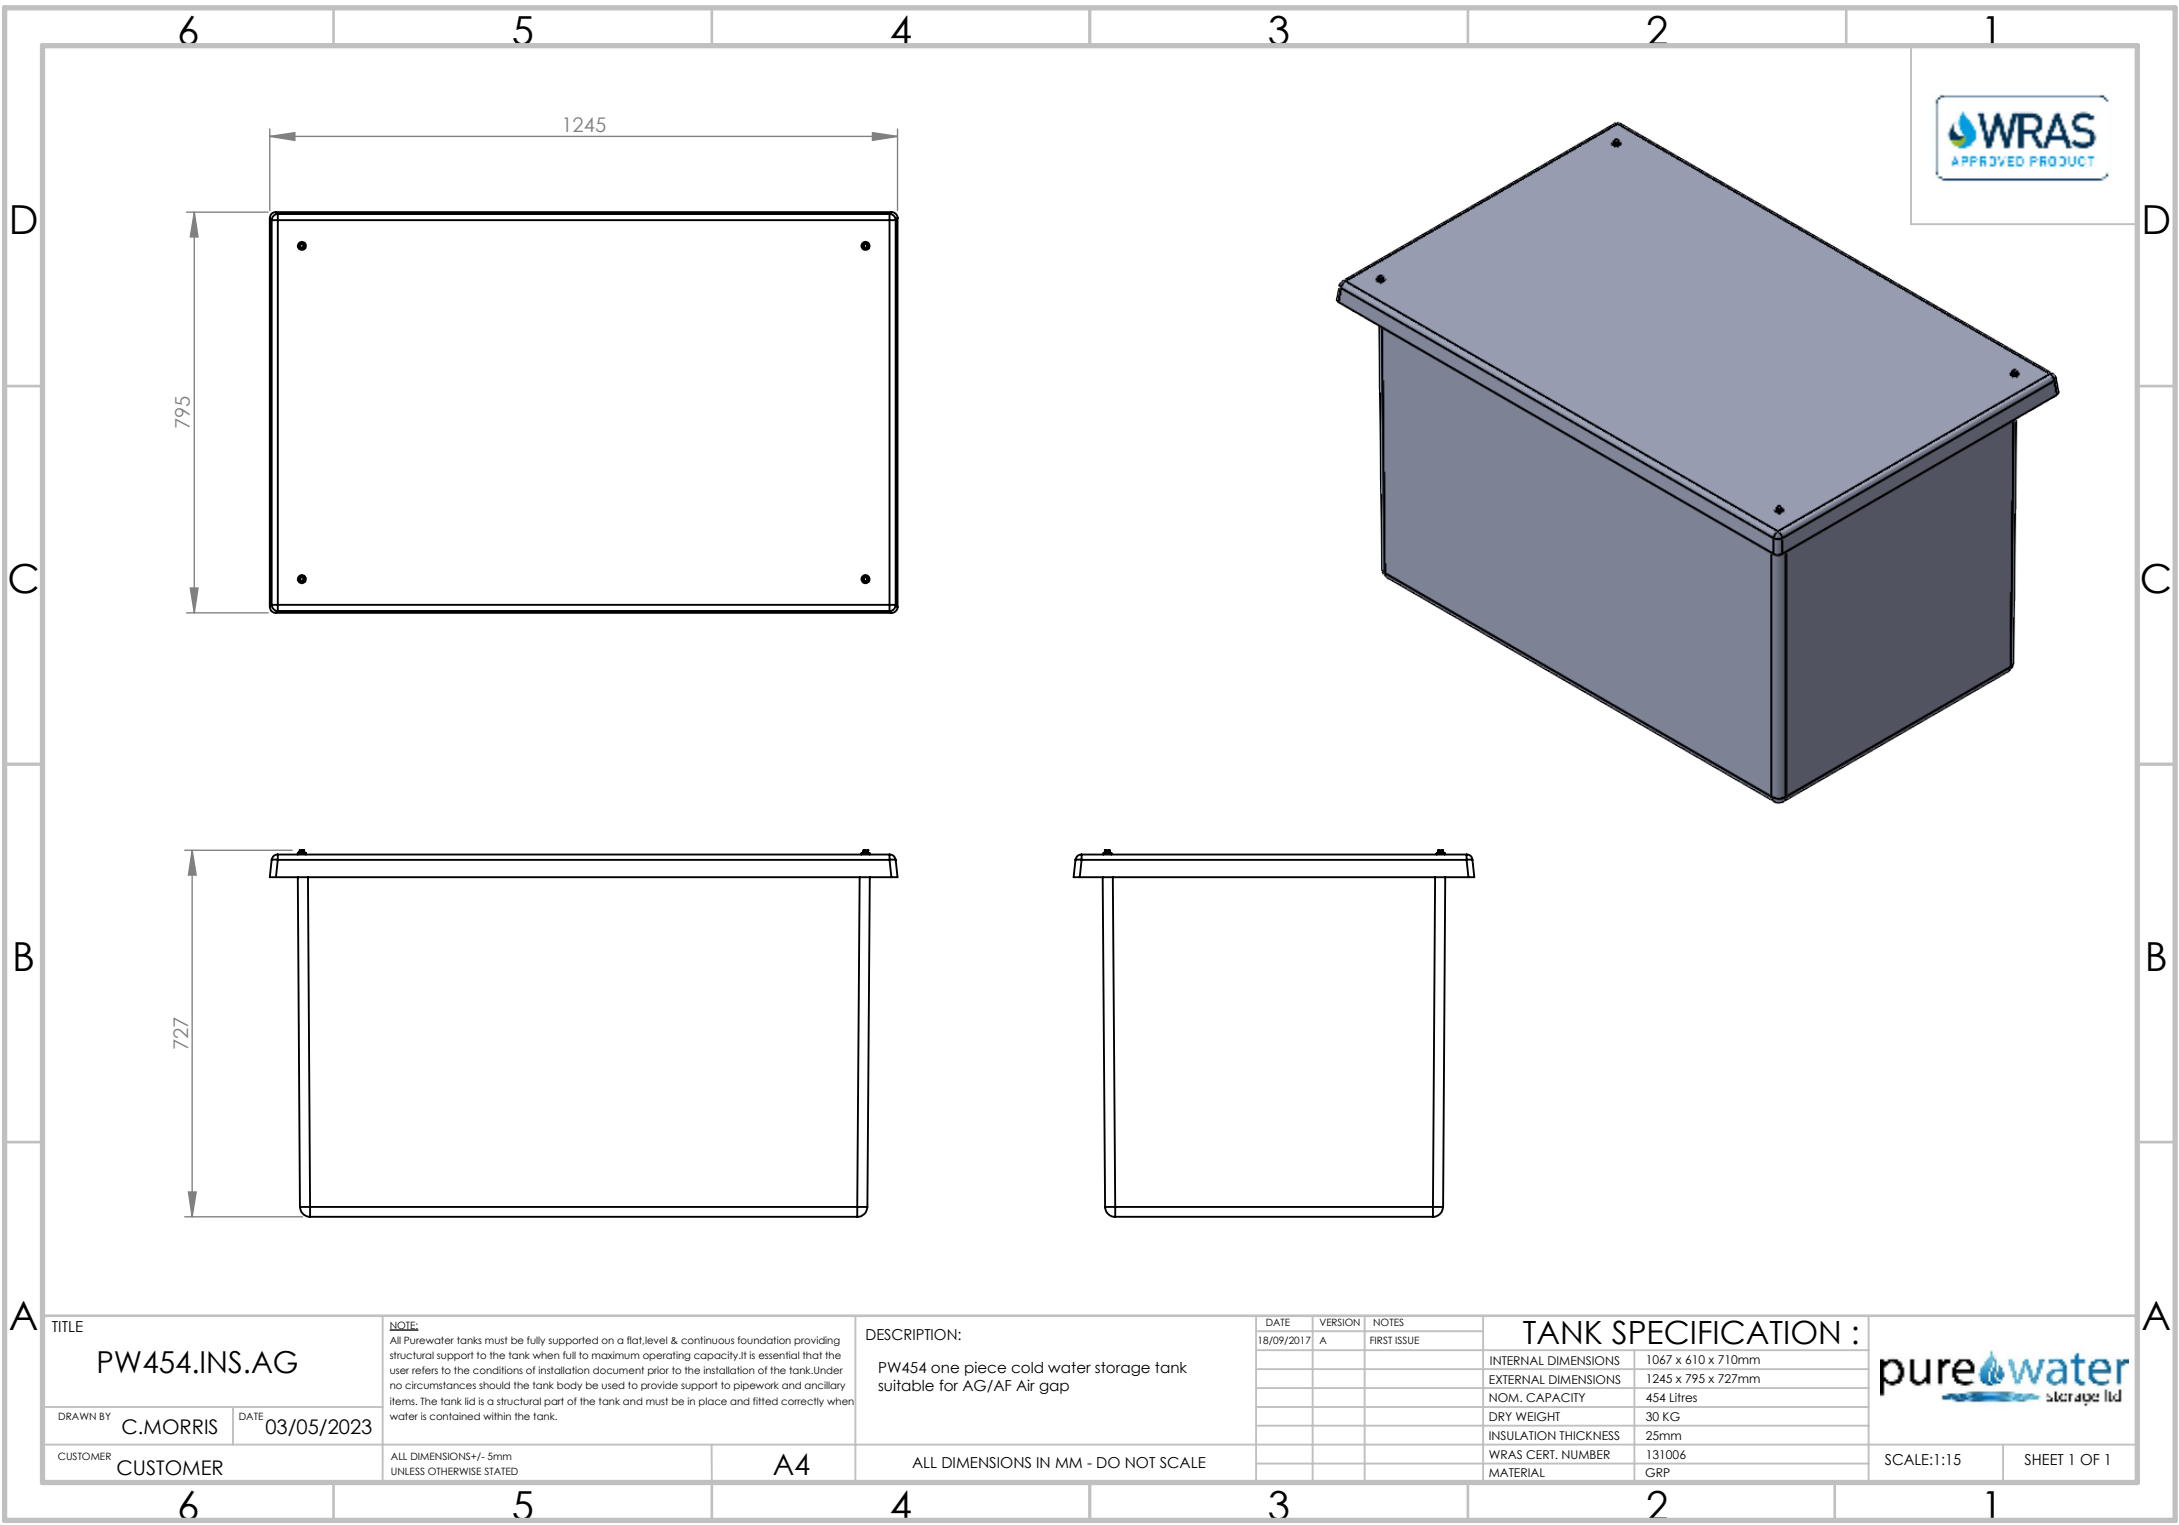 6 5 4 3 2 1
WRAS
APPROVED PRODUCT
1245
D D
795
C C
727
B B
A A
TITLE
PW454.INS.AG
DRAWN BY C.MORRIS DATE 03/05/2023
CUSTOMER CUSTOMER
NOTE:
All Purewater tanks must be fully supported on a flat,level & continuous foundation providing
structural support to the tank when full to maximum operating capacity.It is essential that the
user refers to the conditions of installation document prior to the installation of the tank.Under
no circumstances should the tank body be used to provide support to pipework and ancillary
items. The tank lid is a structural part of the tank and must be in place and fitted correctly when
water is contained within the tank.
ALL DIMENSIONS+/- 5mm
UNLESS OTHERWISE STATED
A4
DESCRIPTION:
PW454 one piece cold water storage tank
suitable for AG/AF Air gap
ALL DIMENSIONS IN MM - DO NOT SCALE
DATE VERSION NOTES
18/09/2017 A FIRST ISSUE
TANK SPECIFICATION :
INTERNAL DIMENSIONS 1067 x 610 x 710mm
EXTERNAL DIMENSIONS 1245 x 795 x 727mm
NOM. CAPACITY 454 Litres
DRY WEIGHT 30 KG
INSULATION THICKNESS 25mm
WRAS CERT. NUMBER 131006
MATERIAL GRP
pure water
storage ltd
SCALE:1:15 SHEET 1 OF 1
6 5 4 3 2 1